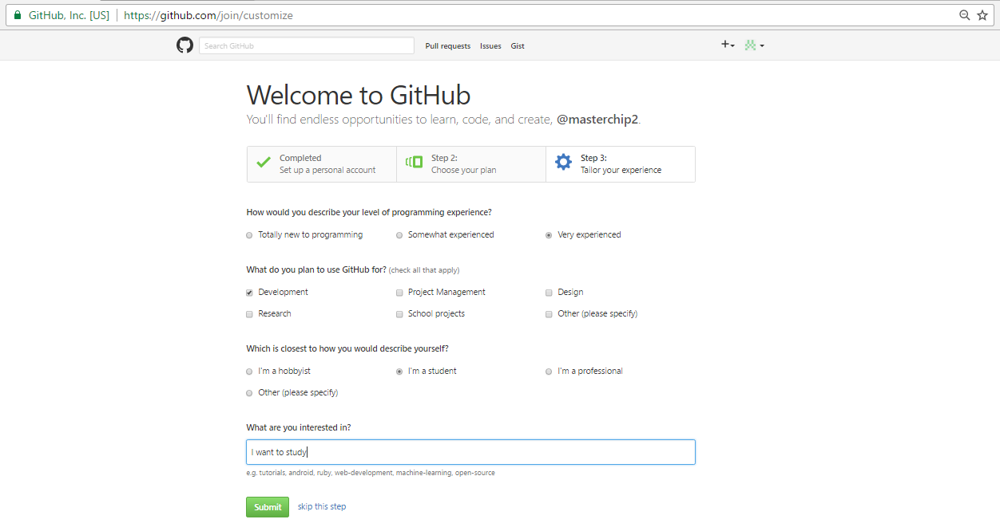 GitHub, Inc. [US] https://github.com/join/customize
Search GitHub Pull requests Issues Gist
Welcome to GitHub
You'll find endless opportunities to learn, code, and create, @masterchip2.
Completed
Set up a personal account
Step 2:
Choose your plan
Step 3:
Tailor your experience
How would you describe your level of programming experience?
Totally new to programming Somewhat experienced Very experienced
What do you plan to use GitHub for? (check all that apply)
Development Project Management Design
Research School projects Other (please specify)
Which is closest to how you would describe yourself?
I'm a hobbyist I'm a student I'm a professional
Other (please specify)
What are you interested in?
I want to study
e.g. tutorials, android, ruby, web-development, machine-learning, open-source
Submit skip this step